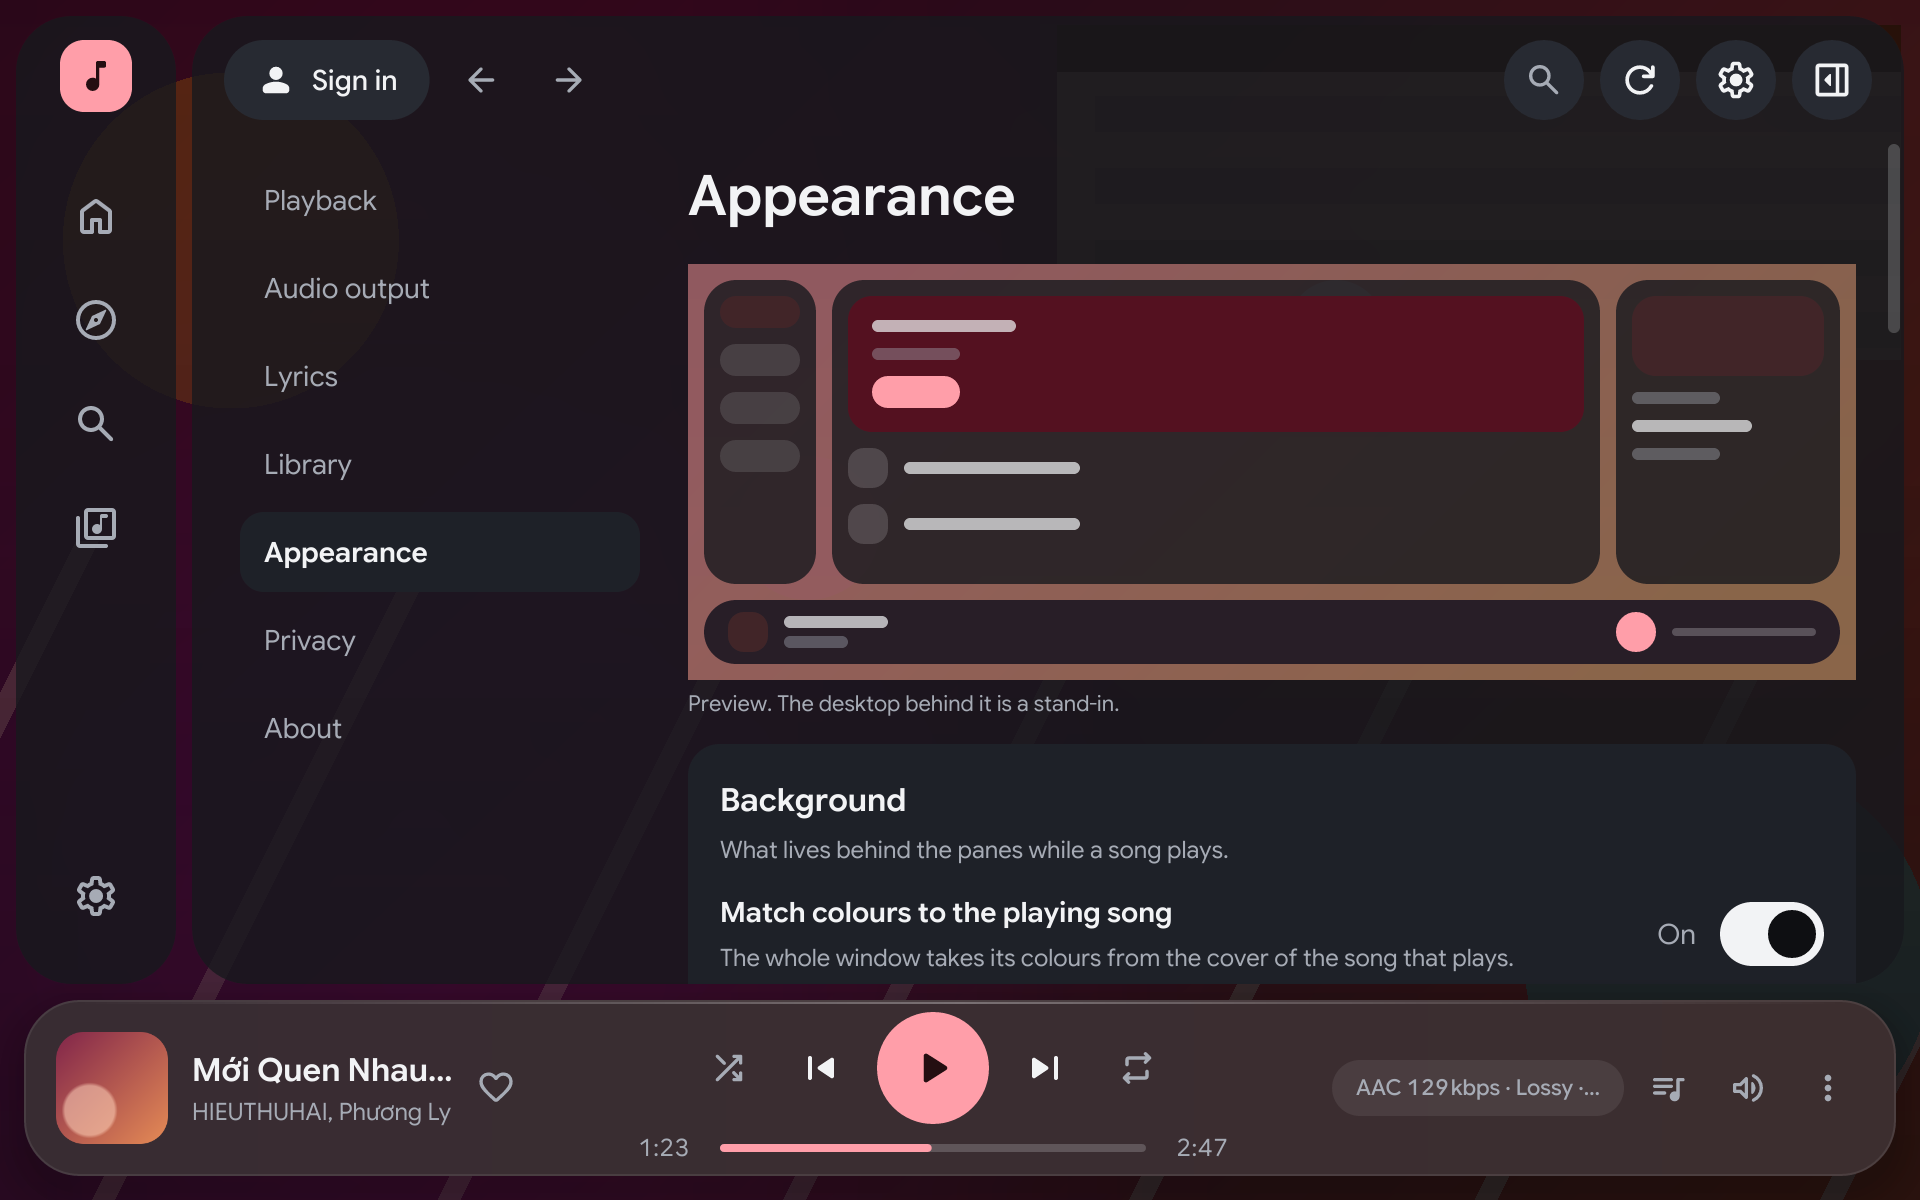 Sign in
Playback
Audio output
Lyrics
Library
Appearance
Privacy
About
Appearance
Preview. The desktop behind it is a stand-in.
Background
What lives behind the panes while a song plays.
Match colours to the playing song
The whole window takes its colours from the cover of the song that plays.
On
Mới Quen Nhau...
HIEUTHUHAI, Phương Ly
1:23
2:47
AAC 129 kbps · Lossy ·...